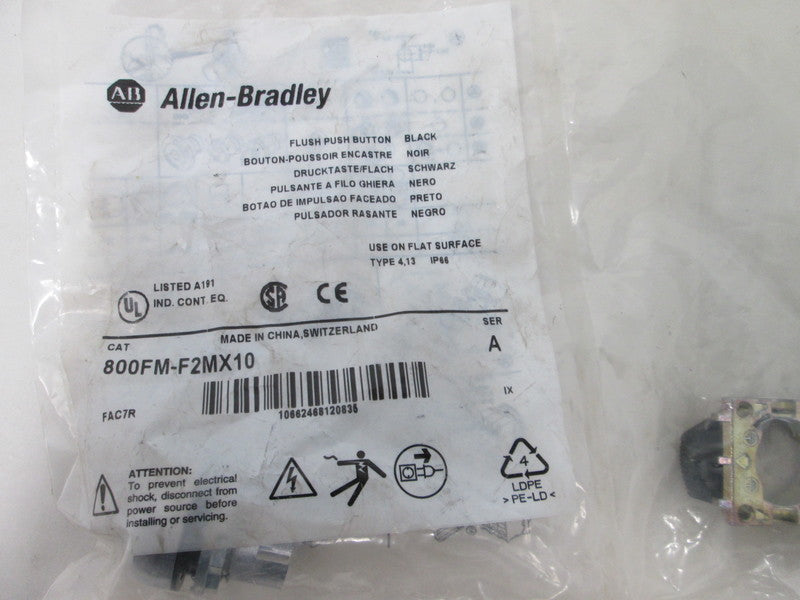 AB Allen-Bradley
FLUSH PUSH BUTTON BLACK
BOUTON-POUSSOIR ENCASTRE NOIR
DRUCKTASTE/FLACH SCHWARZ
PULSANTE A FILO GHIERA NERO
BOTAO DE IMPULSAO FACEADO PRETO
PULSADOR RASANTE NEGRO
USE ON FLAT SURFACE
TYPE 4,13 IP66
UL LISTED A191
IND. CONT. EQ.
SA CE
MADE IN CHINA,SWITZERLAND
CAT SER
800FM-F2MX10 A
FAC7R IX
10662468120835
ATTENTION:
To prevent electrical
shock, disconnect from
power source before
installing or servicing.
4
LDPE
>PE-LD<